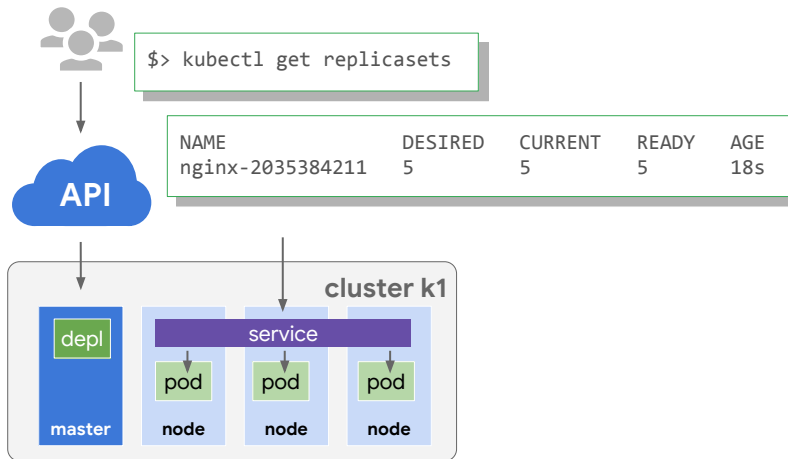 $> kubectl get replicasets
NAME DESIRED CURRENT READY AGE
nginx-2035384211 5 5 5 18s
API
cluster k1
depl
service
pod pod pod
master node node node